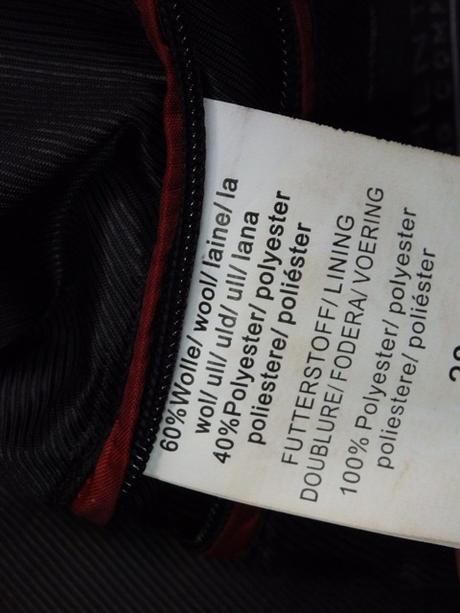 60%Wolle/ wool/ laine/ la
wol/ ull/ uld/ ull/ lana
40%Polyester/ polyester
poliestere/ poliéster
FUTTERSTOFF/ LINING
DOUBLURE/ FODERA/ VOERING
100% Polyester/ polyester
poliestere/ poliéster